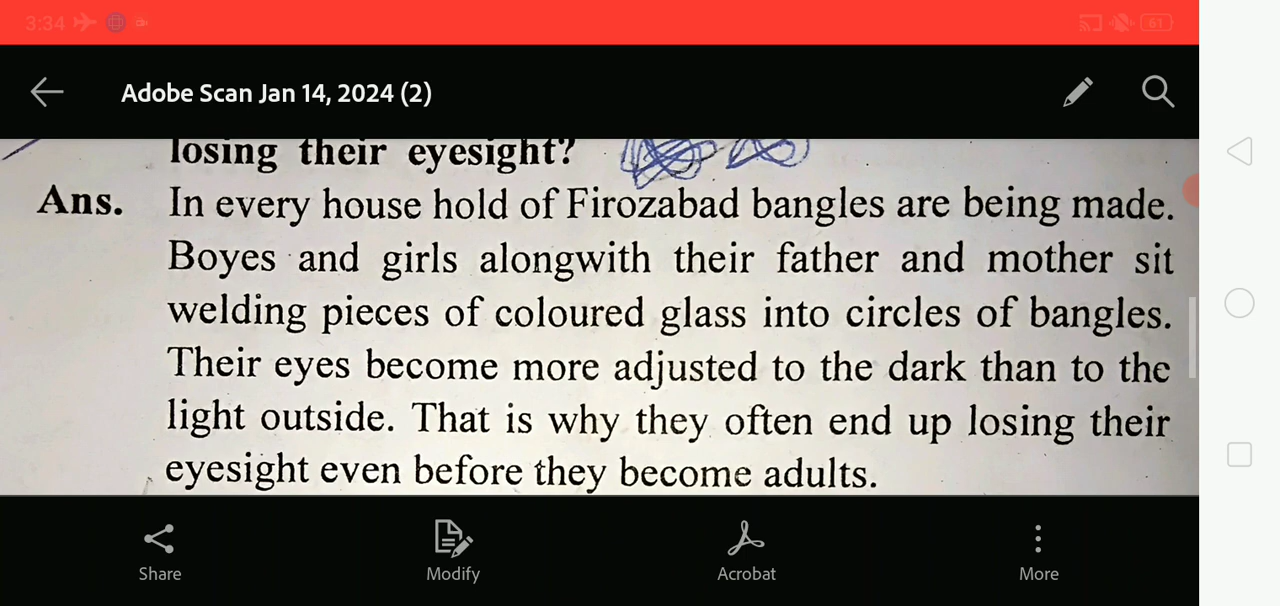 3:34
61
Adobe Scan Jan 14, 2024 (2)
losing their eyesight?
Ans. In every house hold of Firozabad bangles are being made.
Boyes and girls alongwith their father and mother sit
welding pieces of coloured glass into circles of bangles.
Their eyes become more adjusted to the dark than to the
light outside. That is why they often end up losing their
eyesight even before they become adults.
Share Modify Acrobat More